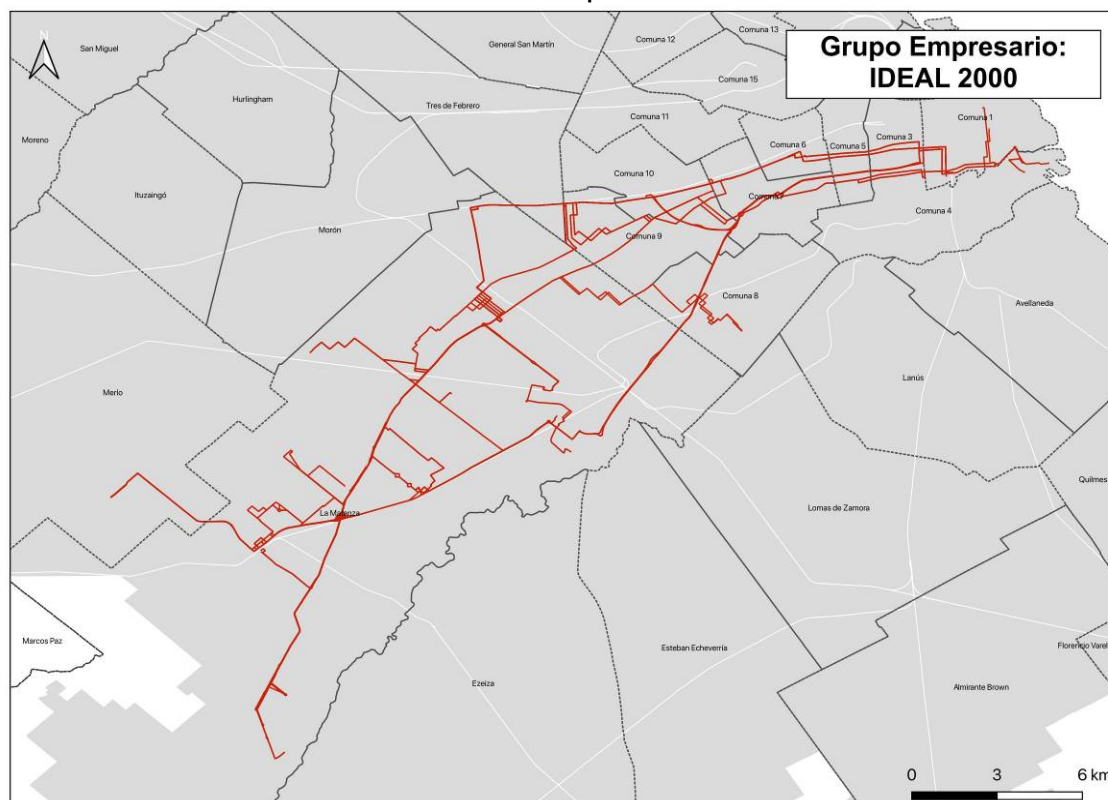 Grupo Empresario:
IDEAL 2000
N
San Miguel
General San Martín
Comuna 12
Comuna 13
Comuna 15
Hurlingham
Tres de Febrero
Comuna 11
Comuna 1
Moreno
Comuna 6
Comuna 5
Comuna 3
Ituzaingó
Comuna 10
Comuna 7
Comuna 4
Morón
Comuna 9
Comuna 8
Avellaneda
Lanús
Merlo
Quilmes
La Matanza
Lomas de Zamora
Marcos Paz
Esteban Echeverría
Florencio Varel
Ezeiza
Almirante Brown
0 3 6 km